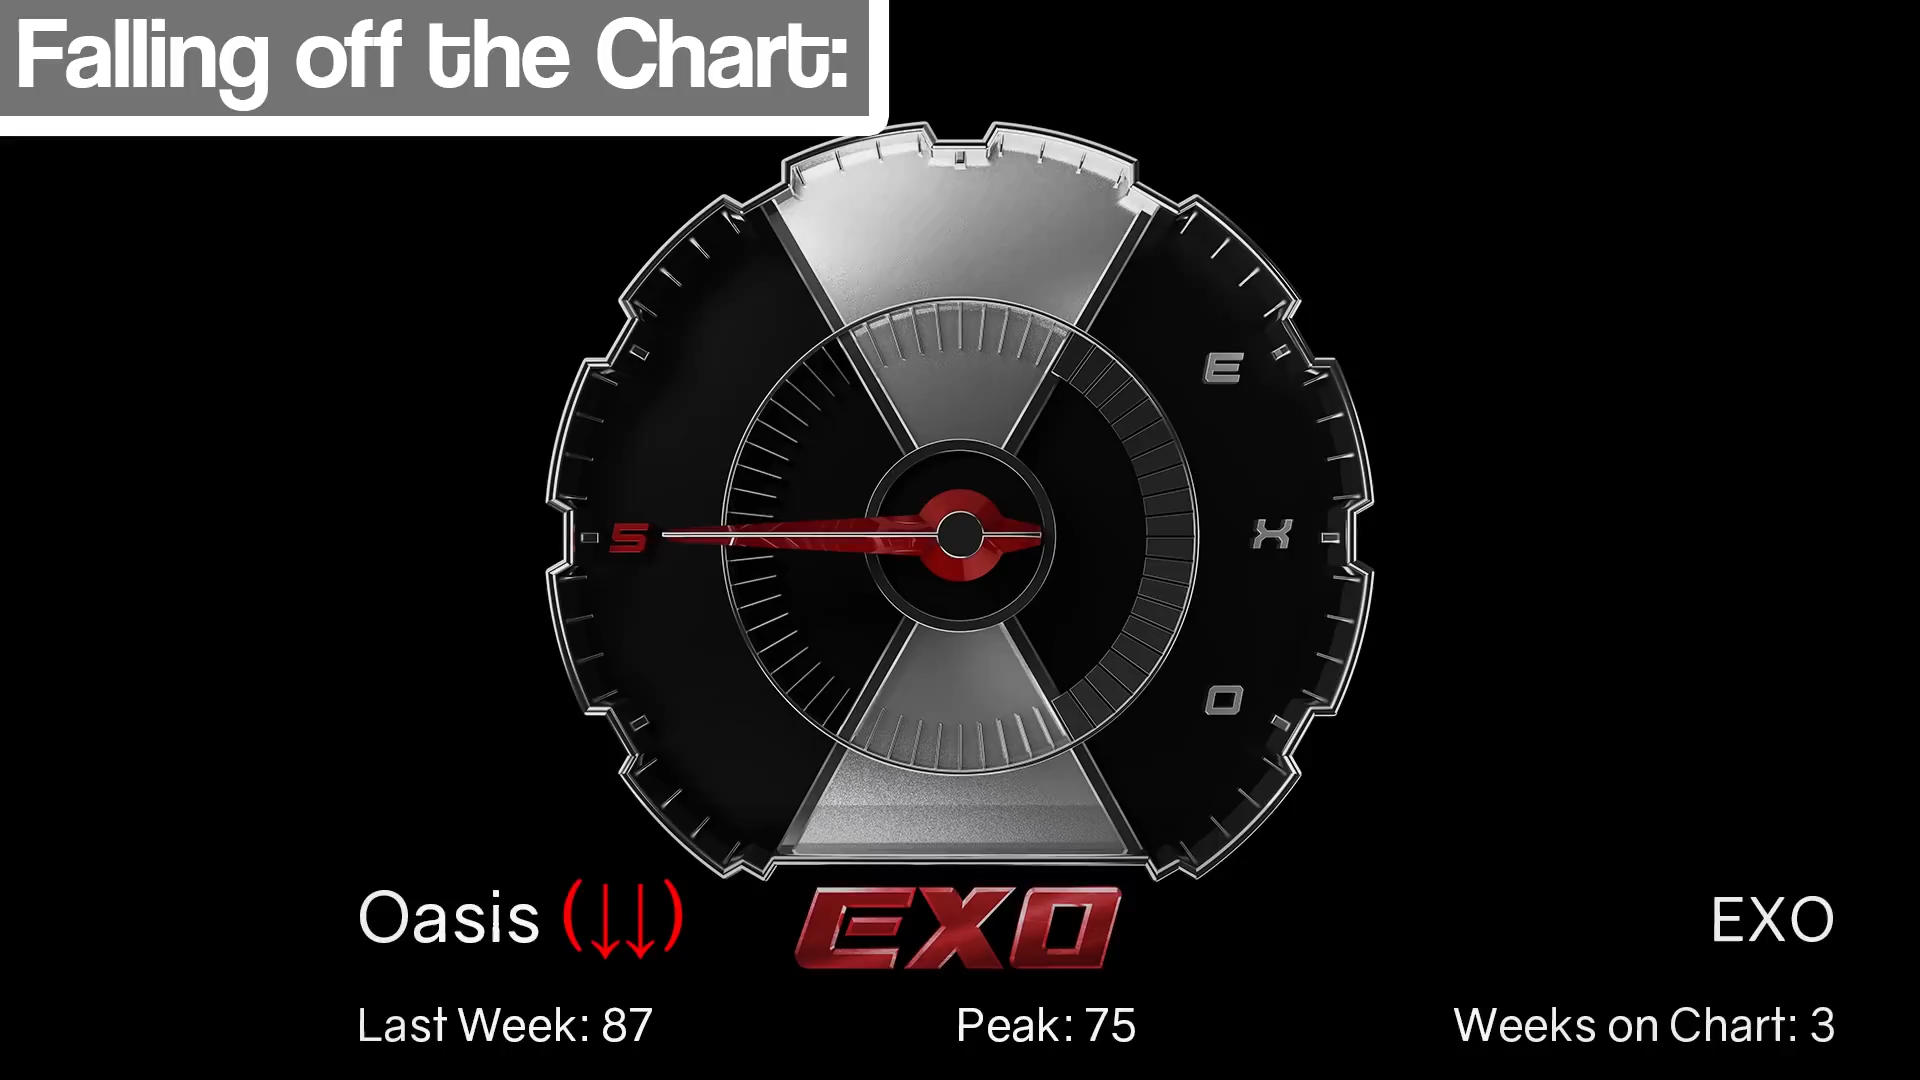 Falling off the Chart:
E
5
X
O
EXO
Oasis (↓↓)
EXO
Last Week: 87
Peak: 75
Weeks on Chart: 3